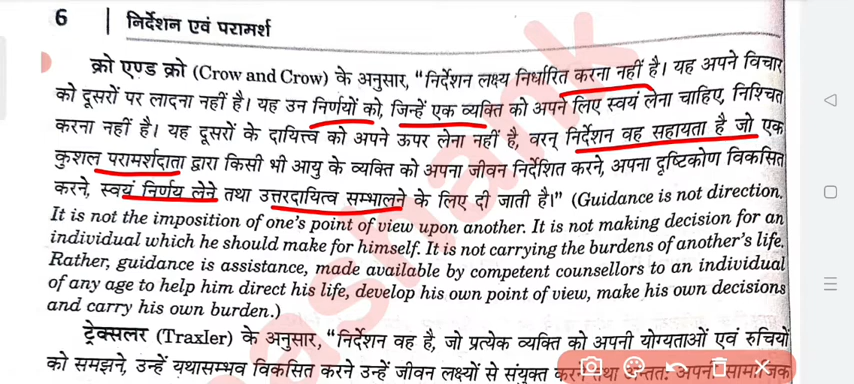 6 | निर्देशन एवं परामर्श
क्रो एण्ड क्रो (Crow and Crow) के अनुसार, “निर्देशन लक्ष्य निर्धारित करना नहीं है। यह अपने विचार
को दूसरों पर लादना नहीं है। यह उन निर्णयों को, जिन्हें एक व्यक्ति को अपने लिए स्वयं लेना चाहिए, निश्चित
करना नहीं है। यह दूसरों के दायित्व को अपने ऊपर लेना नहीं है, वरन् निर्देशन वह सहायता है जो एक
कुशल परामर्शदाता द्वारा किसी भी आयु के व्यक्ति को अपना जीवन निर्देशित करने, अपना दृष्टिकोण विकसित
करने, स्वयं निर्णय लेने तथा उत्तरदायित्व सम्भालने के लिए दी जाती है।” (Guidance is not direction.
It is not the imposition of one's point of view upon another. It is not making decision for an
individual which he should make for himself. It is not carrying the burdens of another's life.
Rather, guidance is assistance, made available by competent counsellors to an individual
of any age to help him direct his life, develop his own point of view, make his own decisions
and carry his own burden.)
ट्रेक्सलर (Traxler) के अनुसार, “निर्देशन वह है, जो प्रत्येक व्यक्ति को अपनी योग्यताओं एवं रुचियों
को समझने, उन्हें यथासम्भव विकसित करने उन्हें जीवन लक्ष्यों से संयुक्त करने तथा अन्तत: अपनी